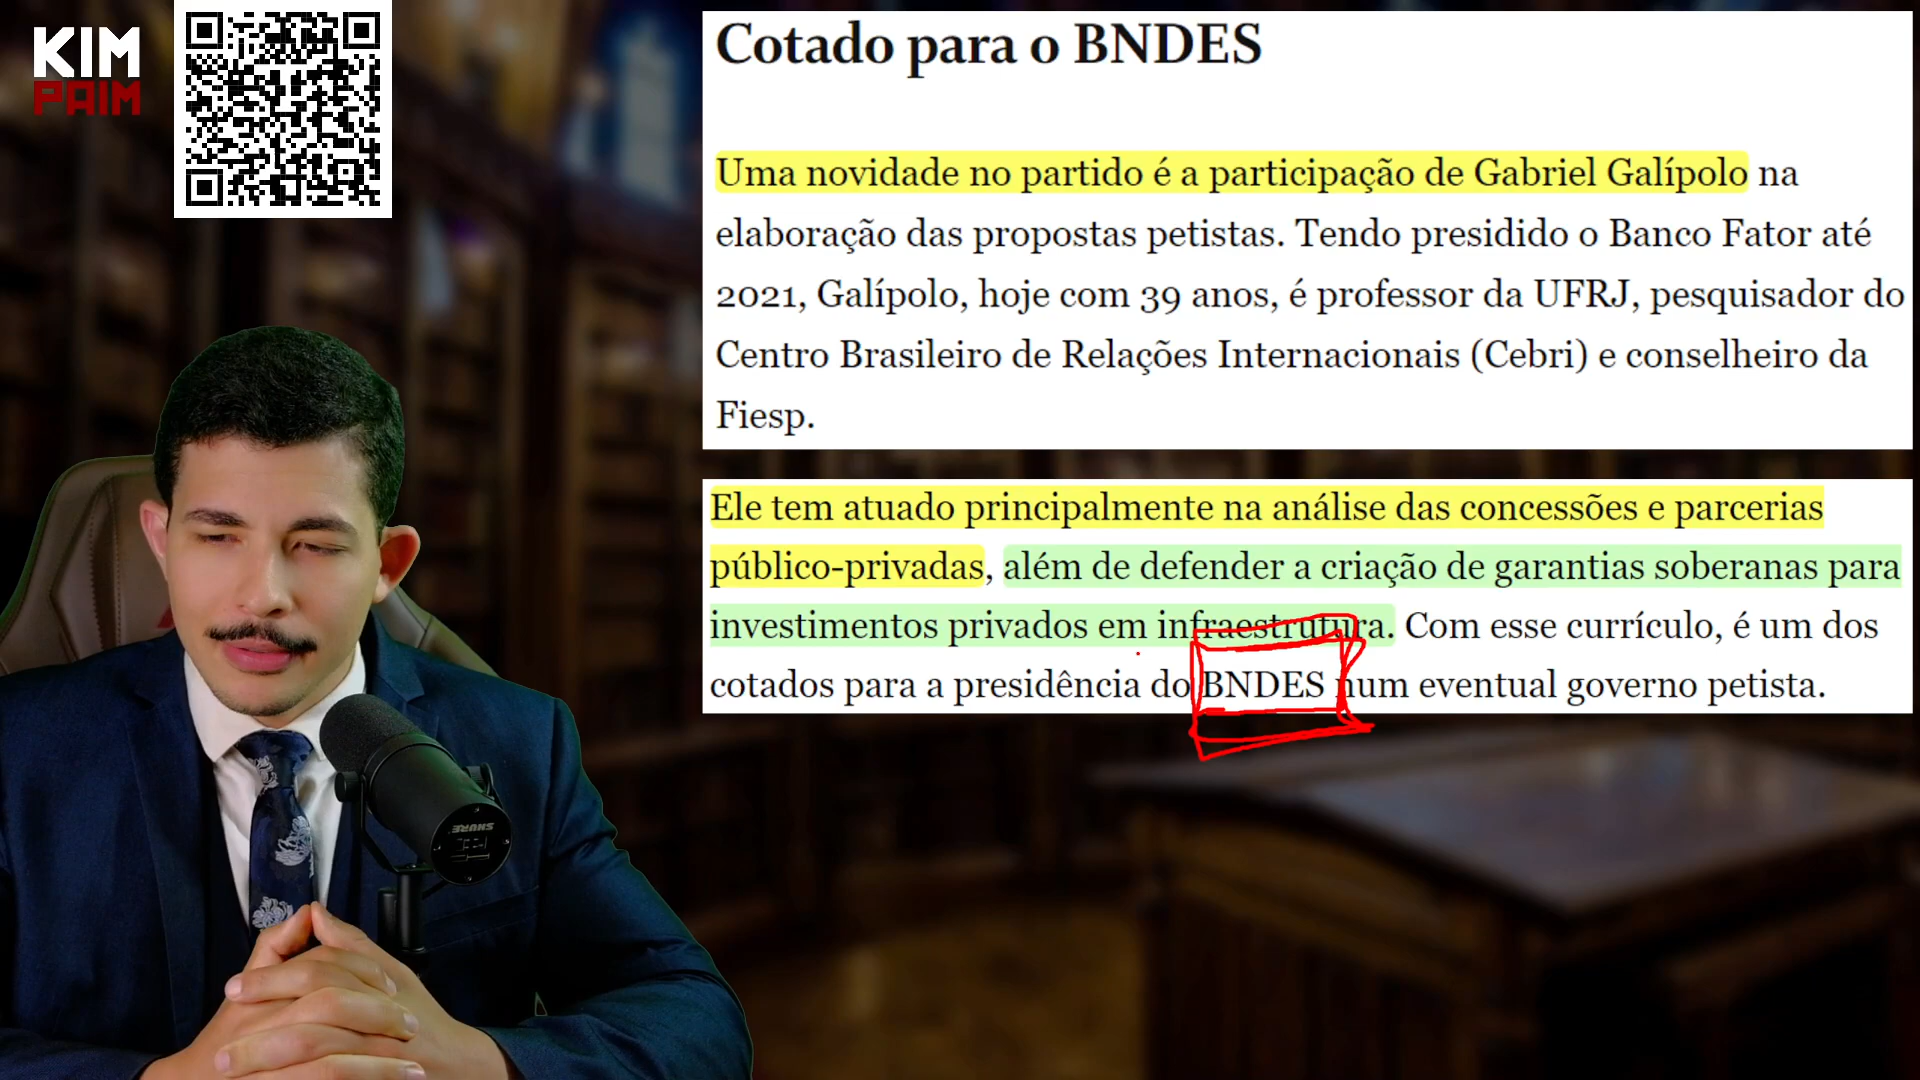 KIM
PAIM
Cotado para o BNDES
Uma novidade no partido é a participação de Gabriel Galípolo na
elaboração das propostas petistas. Tendo presidido o Banco Fator até
2021, Galípolo, hoje com 39 anos, é professor da UFRJ, pesquisador do
Centro Brasileiro de Relações Internacionais (Cebri) e conselheiro da
Fiesp.
Ele tem atuado principalmente na análise das concessões e parcerias
público-privadas, além de defender a criação de garantias soberanas para
investimentos privados em infraestrutura. Com esse currículo, é um dos
cotados para a presidência do BNDES num eventual governo petista.
SHURE